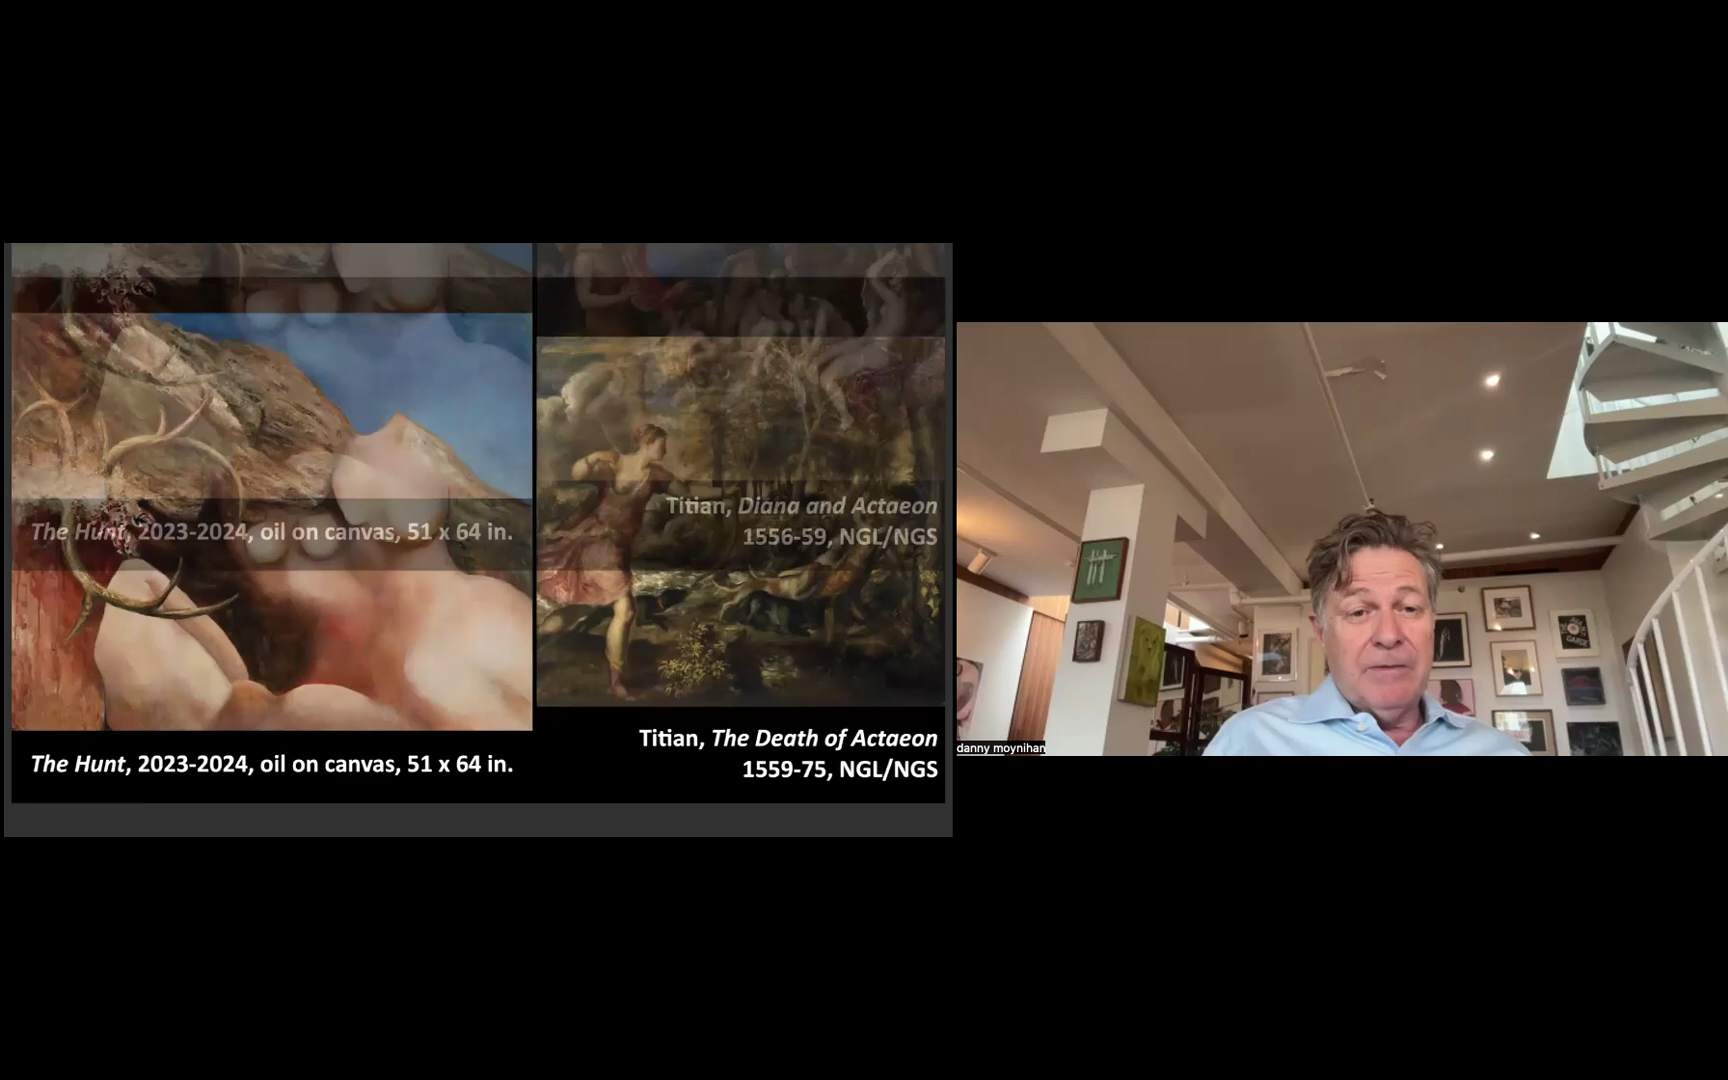 The Hunt, 2023-2024, oil on canvas, 51 x 64 in.
Titian, Diana and Actaeon
1556-59, NGL/NGS
The Hunt, 2023-2024, oil on canvas, 51 x 64 in.
Titian, The Death of Actaeon
1559-75, NGL/NGS
danny moynihan